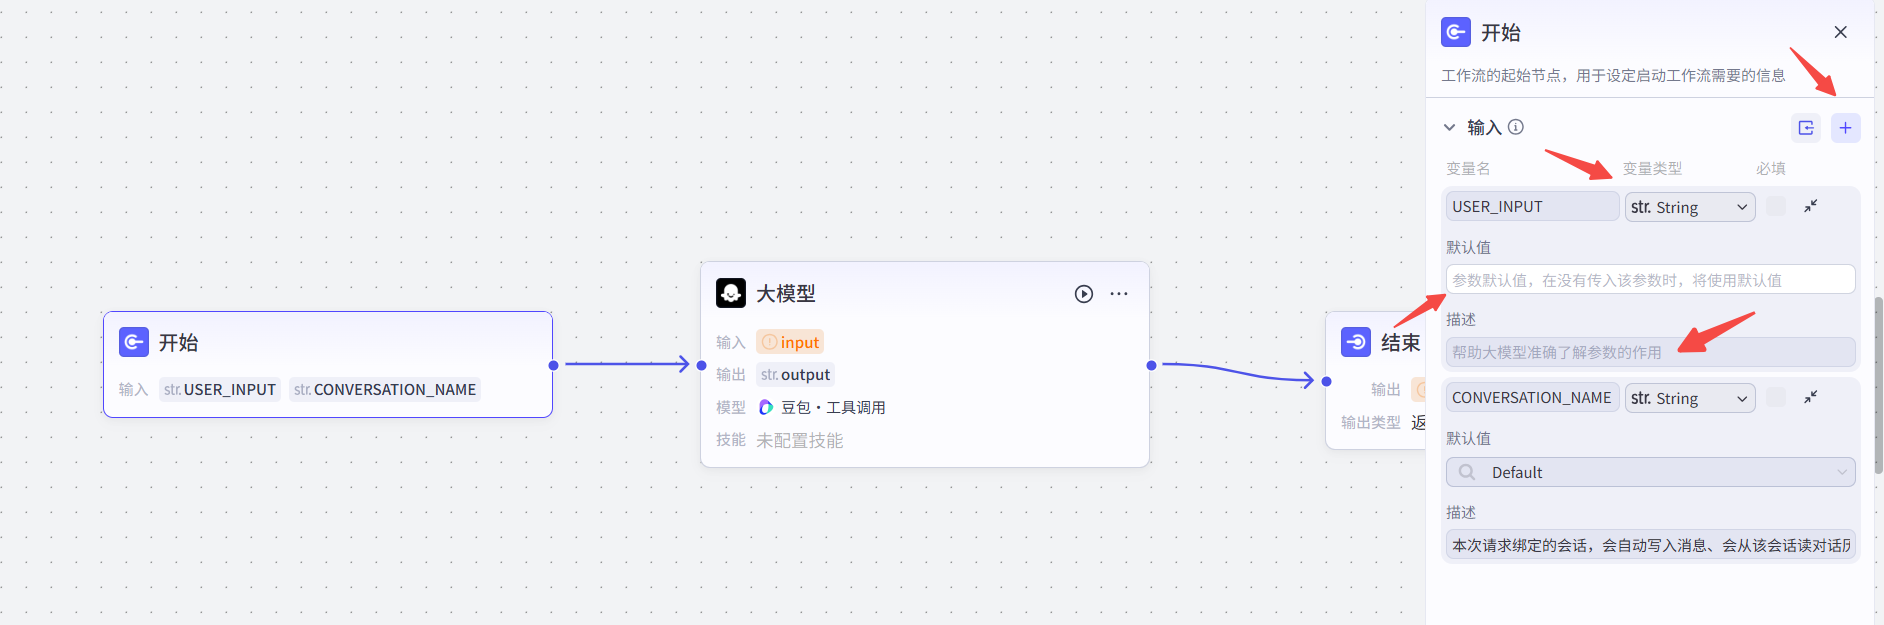 开始
输入 str. USER_INPUT str. CONVERSATION_NAME
大模型
输入 input
输出 str. output
模型 豆包·工具调用
技能 未配置技能
结束
输出
输出类型 返
开始
工作流的起始节点，用于设定启动工作流需要的信息
输入
变量名 变量类型 必填
USER_INPUT str. String
默认值
参数默认值，在没有传入该参数时，将使用默认值
描述
帮助大模型准确了解参数的作用
CONVERSATION_NAME str. String
默认值
Default
描述
本次请求绑定的会话，会自动写入消息、会从该会话读对话历